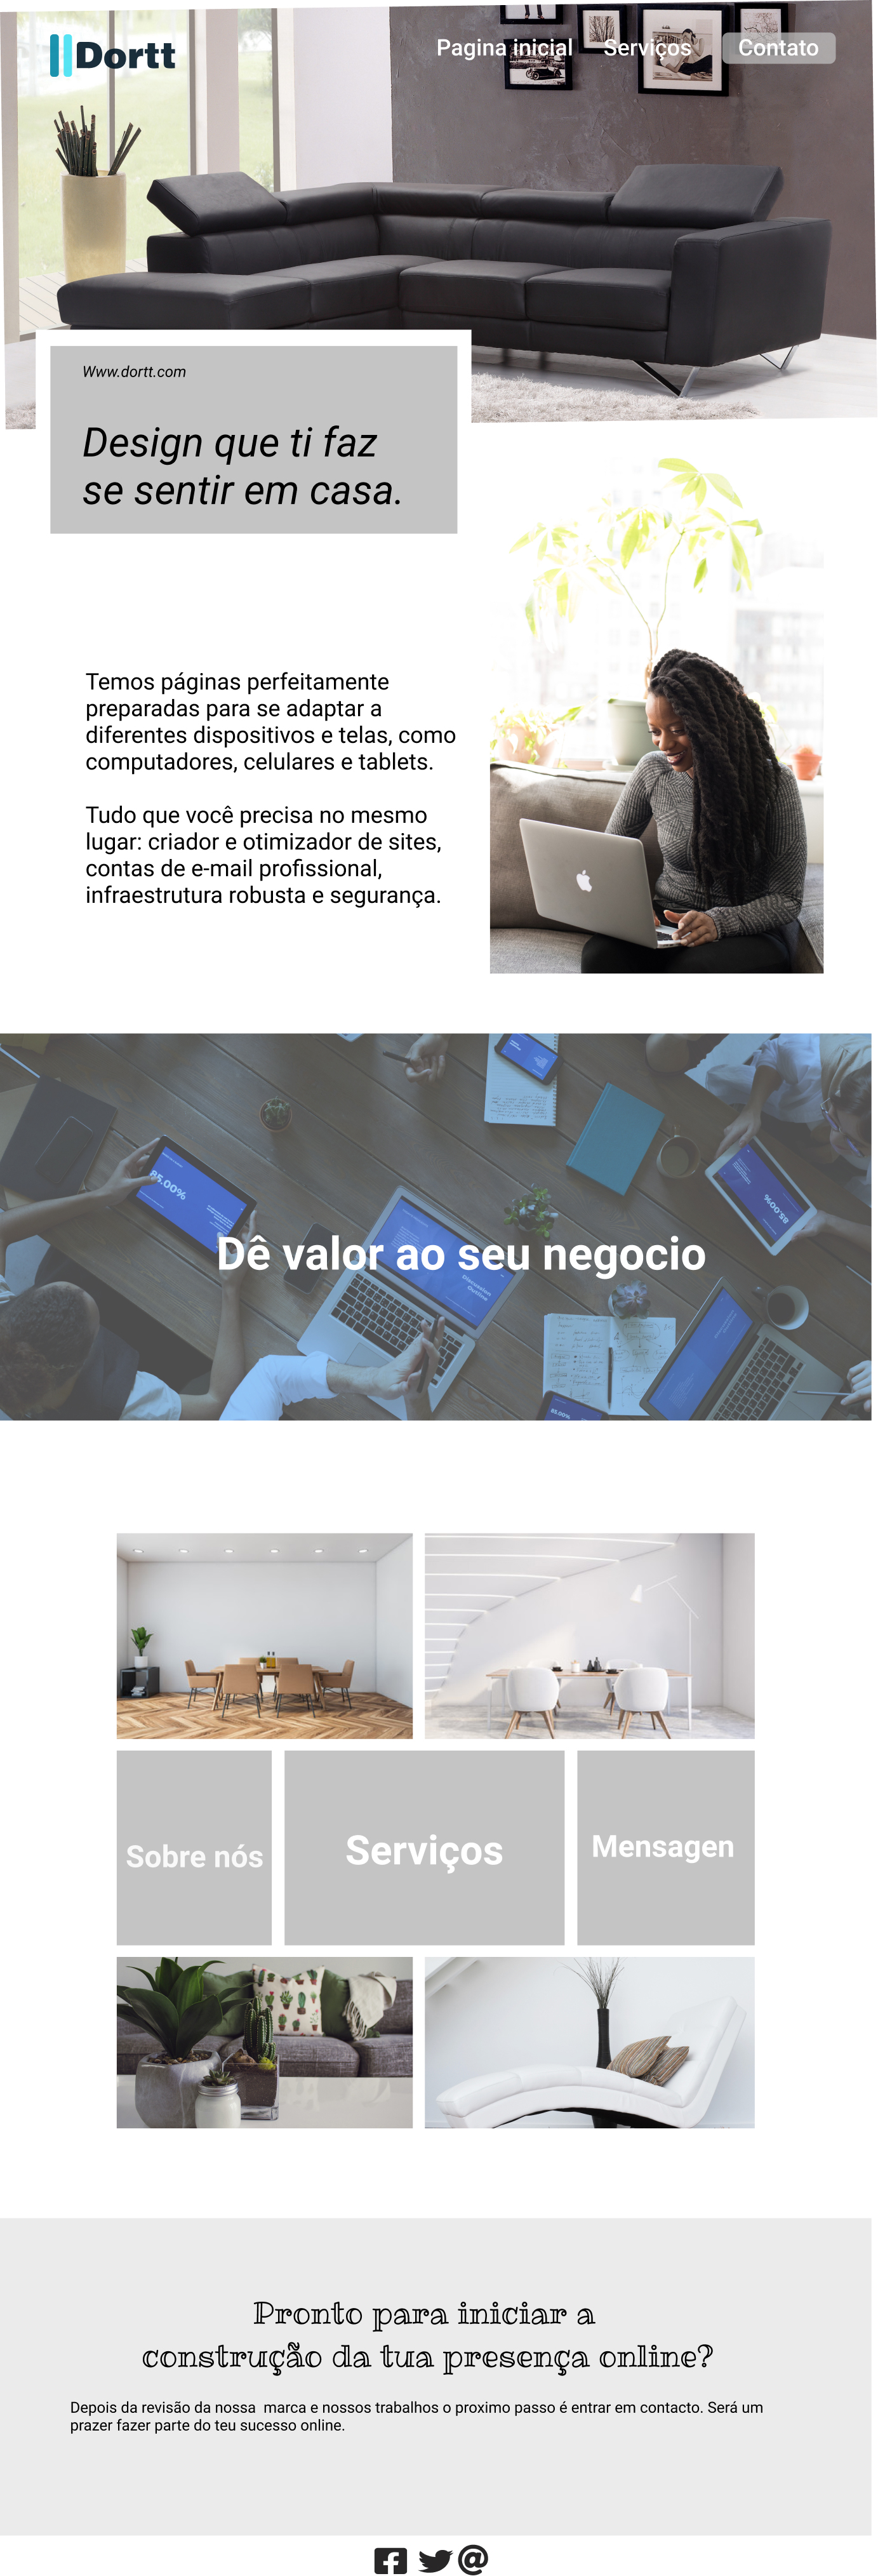 Dortt
Pagina inicial
Serviços
Contato
Www.dortt.com
Design que ti faz
se sentir em casa.
Temos páginas perfeitamente
preparadas para se adaptar a
diferentes dispositivos e telas, como
computadores, celulares e tablets.
Tudo que você precisa no mesmo
lugar: criador e otimizador de sites,
contas de e-mail profissional,
infraestrutura robusta e segurança.
85.00%
85.00%
Dê valor ao seu negocio
Sobre nós
Serviços
Mensagen
Pronto para iniciar a
construção da tua presença online?
Depois da revisão da nossa  marca e nossos trabalhos o proximo passo é entrar em contacto. Será um
prazer fazer parte do teu sucesso online.
@